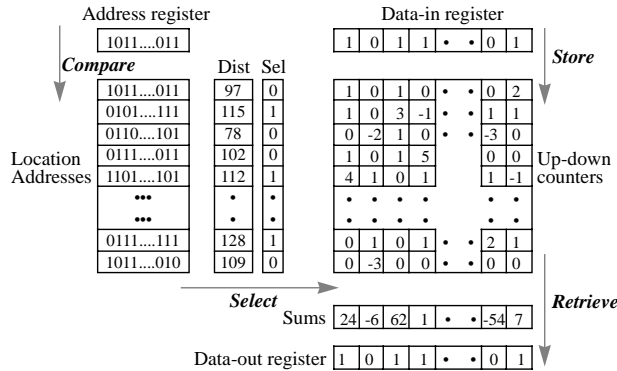 Address register
Data-in register
1011....011
1 0 1 1 • • 0 1
Compare
Store
Dist Sel
1011....011 97 0 1 0 1 0 • • 0 2
0101....111 115 1 1 0 3 -1 • • 1 1
0110....101 78 0 0 -2 1 0 • • -3 0
0111....011 102 0 1 0 1 5 0 0
1101....101 112 1 4 1 0 1 1 -1
Location
Addresses
Up-down
counters
••• • • • • • • • •
••• • • • • • • • •
0111....111 128 1 0 1 0 1 • • 2 1
1011....010 109 0 0 -3 0 0 • • 0 0
Select
Retrieve
Sums 24 -6 62 1 • • -54 7
Data-out register 1 0 1 1 • • 0 1